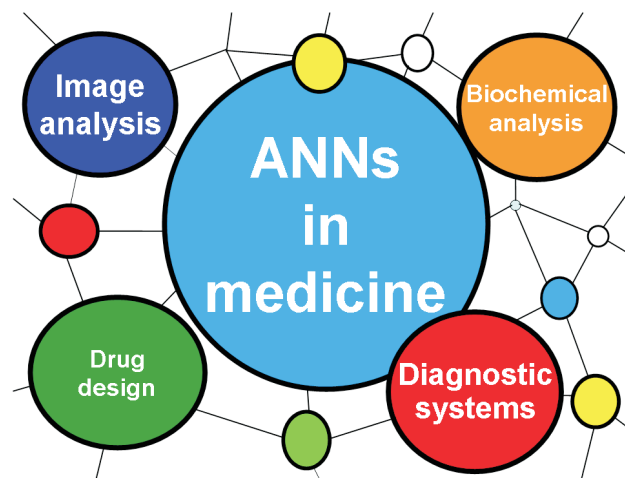 Image
analysis
Biochemical
analysis
ANNs
in
medicine
Drug
design
Diagnostic
systems